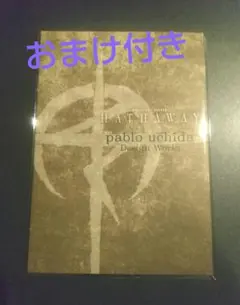 おまけ付き
HATHAWAY
pablo uchida
Design Works